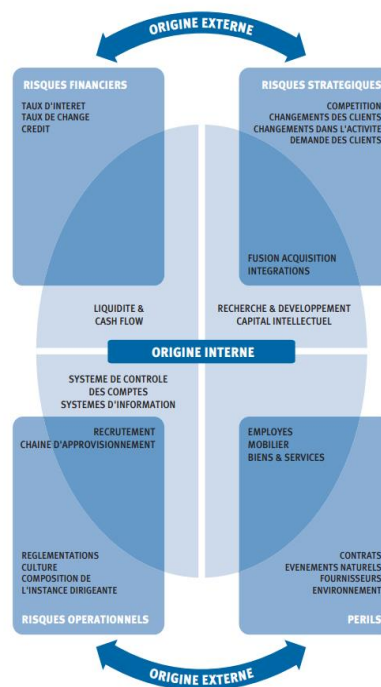 ORIGINE EXTERNE
RISQUES FINANCIERS
TAUX D'INTERET
TAUX DE CHANGE
CREDIT
RISQUES STRATEGIQUES
COMPETITION
CHANGEMENTS DES CLIENTS
CHANGEMENTS DANS L'ACTIVITE
DEMANDE DES CLIENTS
FUSION ACQUISITION
INTEGRATIONS
LIQUIDITE &
CASH FLOW
RECHERCHE & DEVELOPPEMENT
CAPITAL INTELLECTUEL
ORIGINE INTERNE
SYSTEME DE CONTROLE
DES COMPTES
SYSTEMES D'INFORMATION
RECRUTEMENT
CHAINE D'APPROVISIONNEMENT
EMPLOYES
MOBILIER
BIENS & SERVICES
REGLEMENTATIONS
CULTURE
COMPOSITION DE
L'INSTANCE DIRIGEANTE
RISQUES OPERATIONNELS
CONTRATS
EVENEMENTS NATURELS
FOURNISSEURS
ENVIRONNEMENT
PERILS
ORIGINE EXTERNE